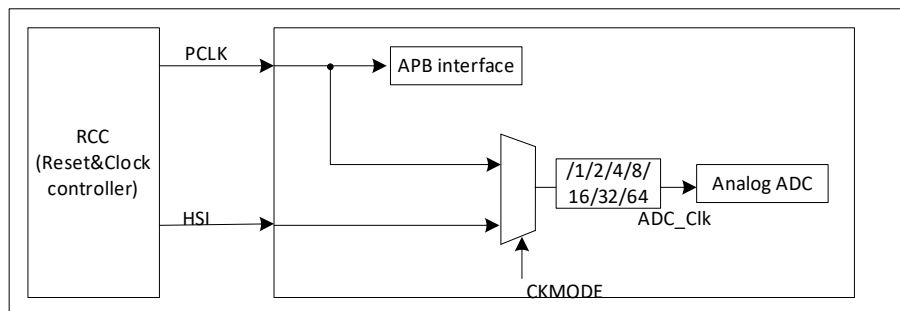 PCLK
APB interface
RCC
(Reset&Clock
controller)
/1/2/4/8/
16/32/64
Analog ADC
ADC_Clk
HSI
CKMODE